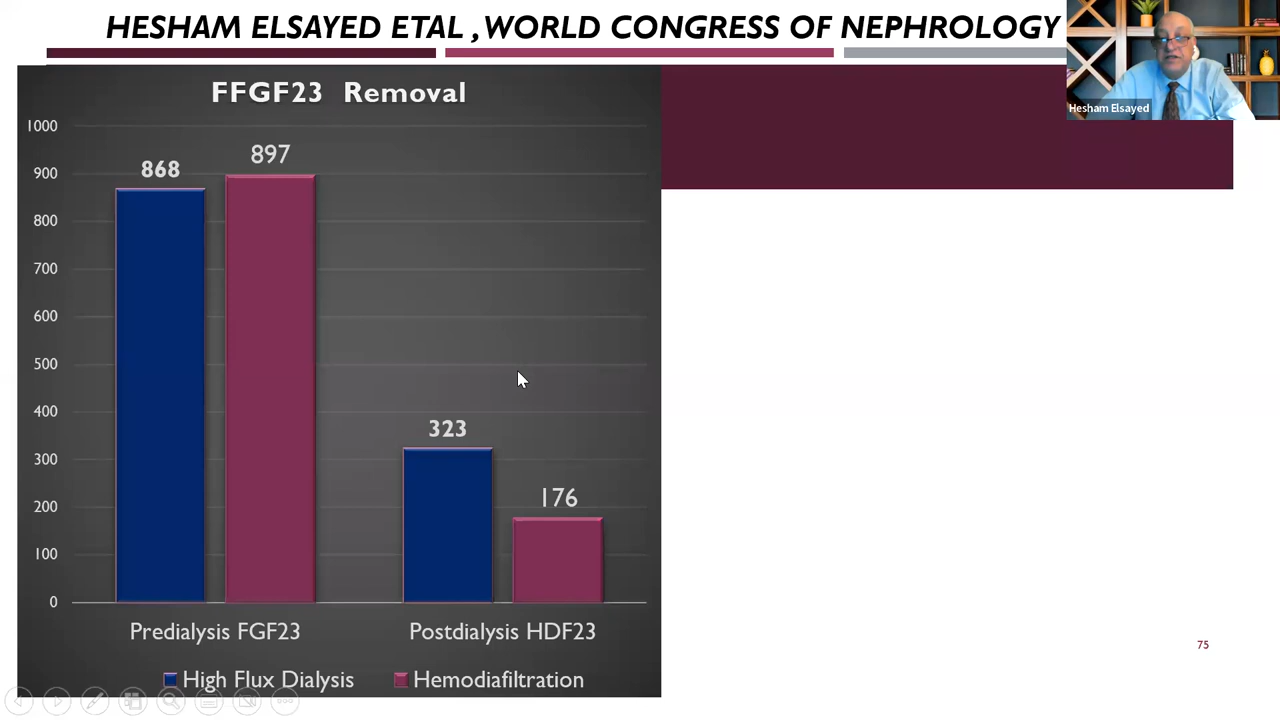 HESHAM ELSAYED ETAL ,WORLD CONGRESS OF NEPHROLOGY
Hesham Elsayed
FFGF23 Removal
1000
900
800
700
600
500
400
300
200
100
0
868
897
323
176
Predialysis FGF23
Postdialysis HDF23
High Flux Dialysis
Hemodiafiltration
75